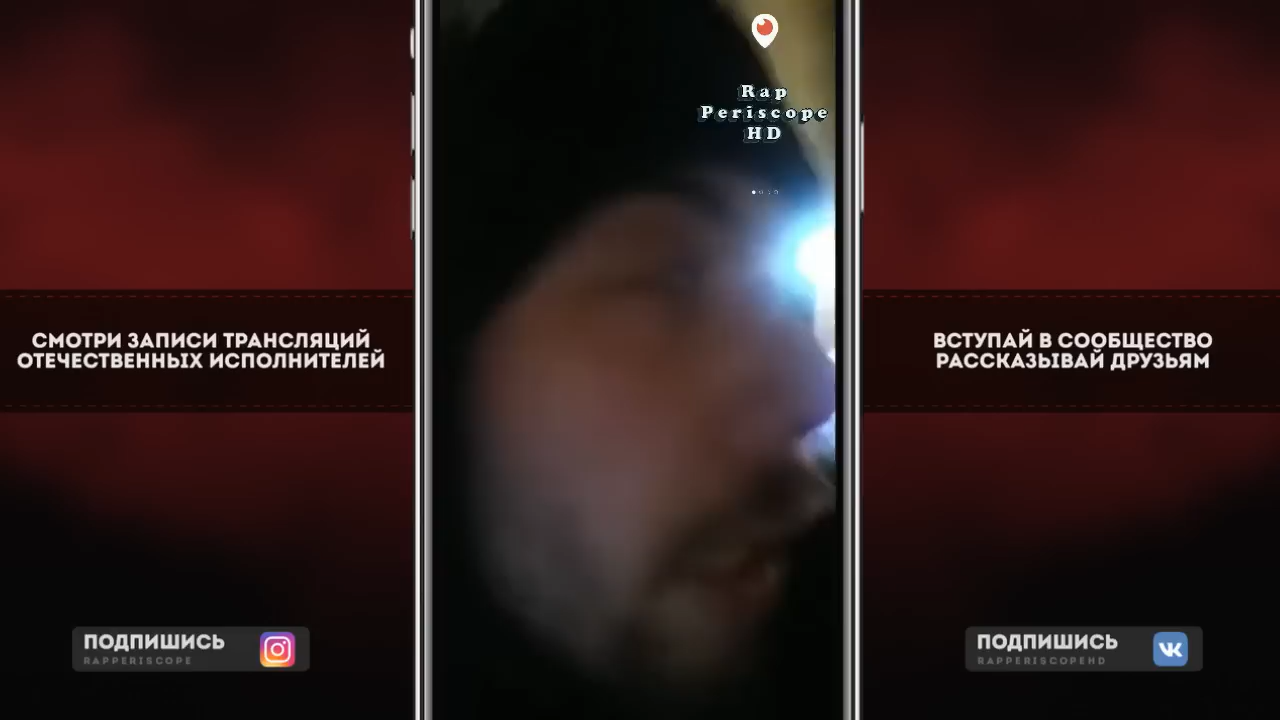 Rap
Periscope
HD
СМОТРИ ЗАПИСИ ТРАНСЛЯЦИЙ
ОТЕЧЕСТВЕННЫХ ИСПОЛНИТЕЛЕЙ
ВСТУПАЙ В СООБЩЕСТВО
РАССКАЗЫВАЙ ДРУЗЬЯМ
ПОДПИШИСЬ
RAPPERISCOPE
ПОДПИШИСЬ
RAPPERISCOPEHD